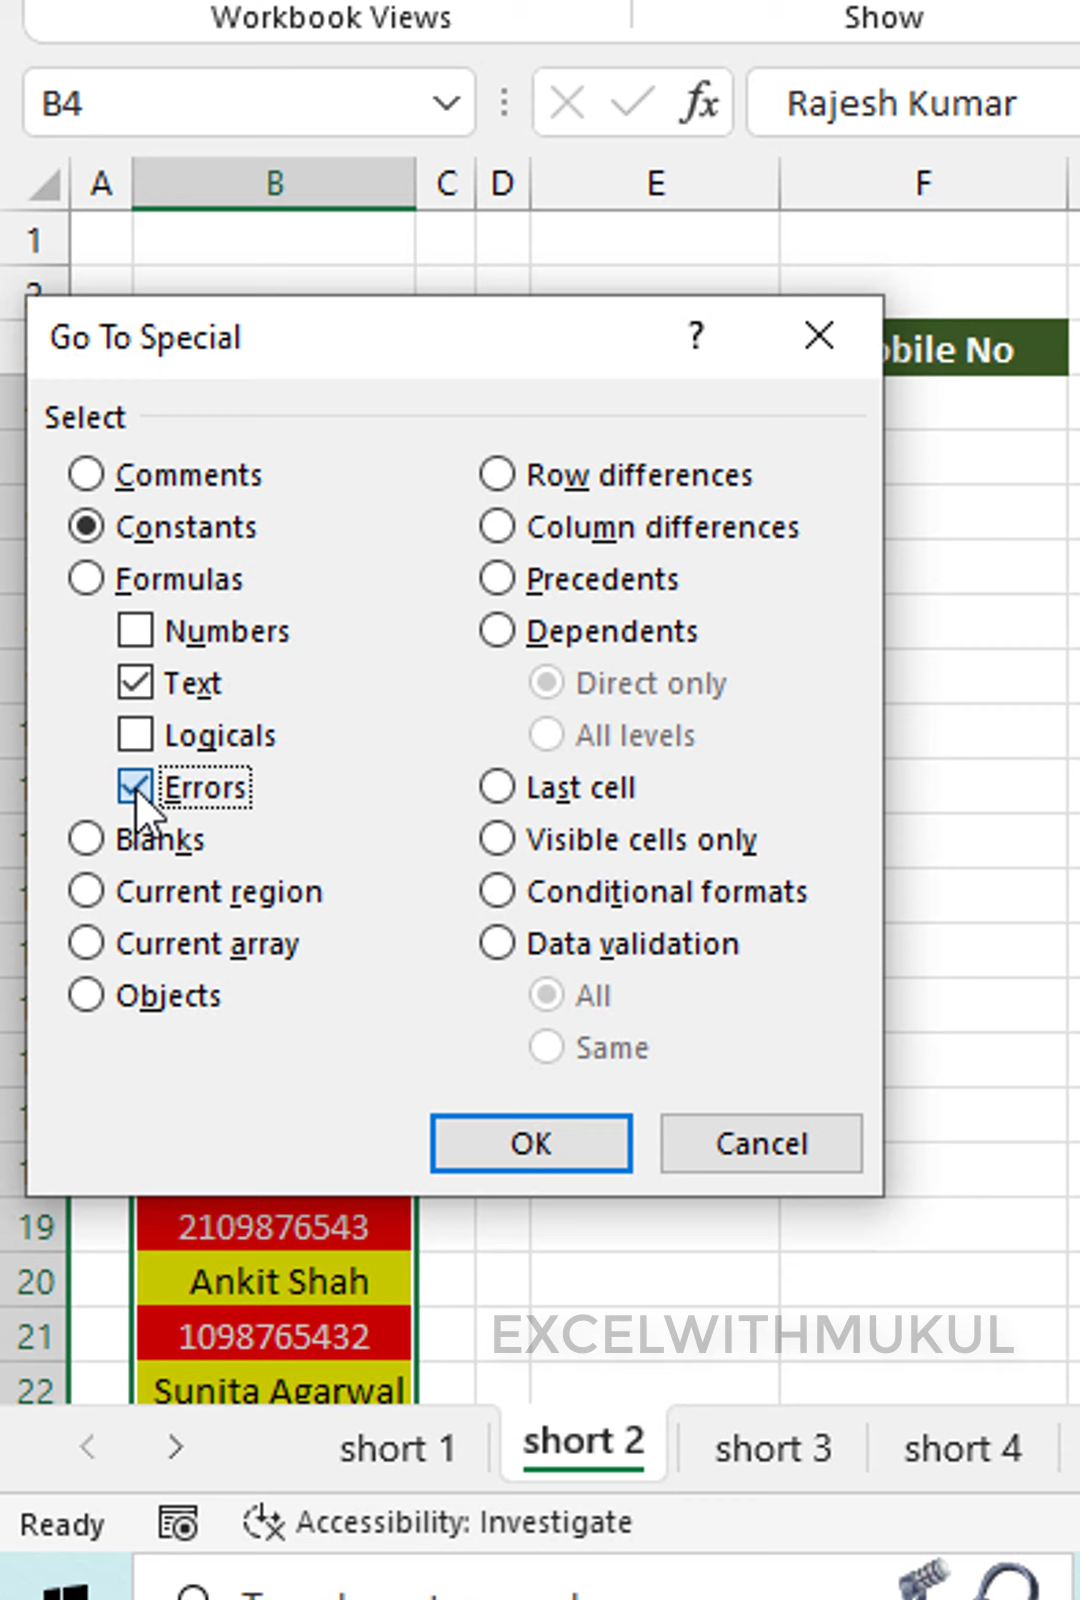 Workbook Views Show
B4 fx Rajesh Kumar
A B C D E F
1
Go To Special ?
bile No
Select
Comments Row differences
Constants Column differences
Formulas Precedents
Numbers Dependents
Text Direct only
Logicals All levels
Errors Last cell
Blanks Visible cells only
Current region Conditional formats
Current array Data validation
Objects All
Same
OK Cancel
19 2109876543
20 Ankit Shah
21 1098765432
EXCELWITHMUKUL
22 Sunita Agarwal
short 1 short 2 short 3 short 4
Ready Accessibility: Investigate